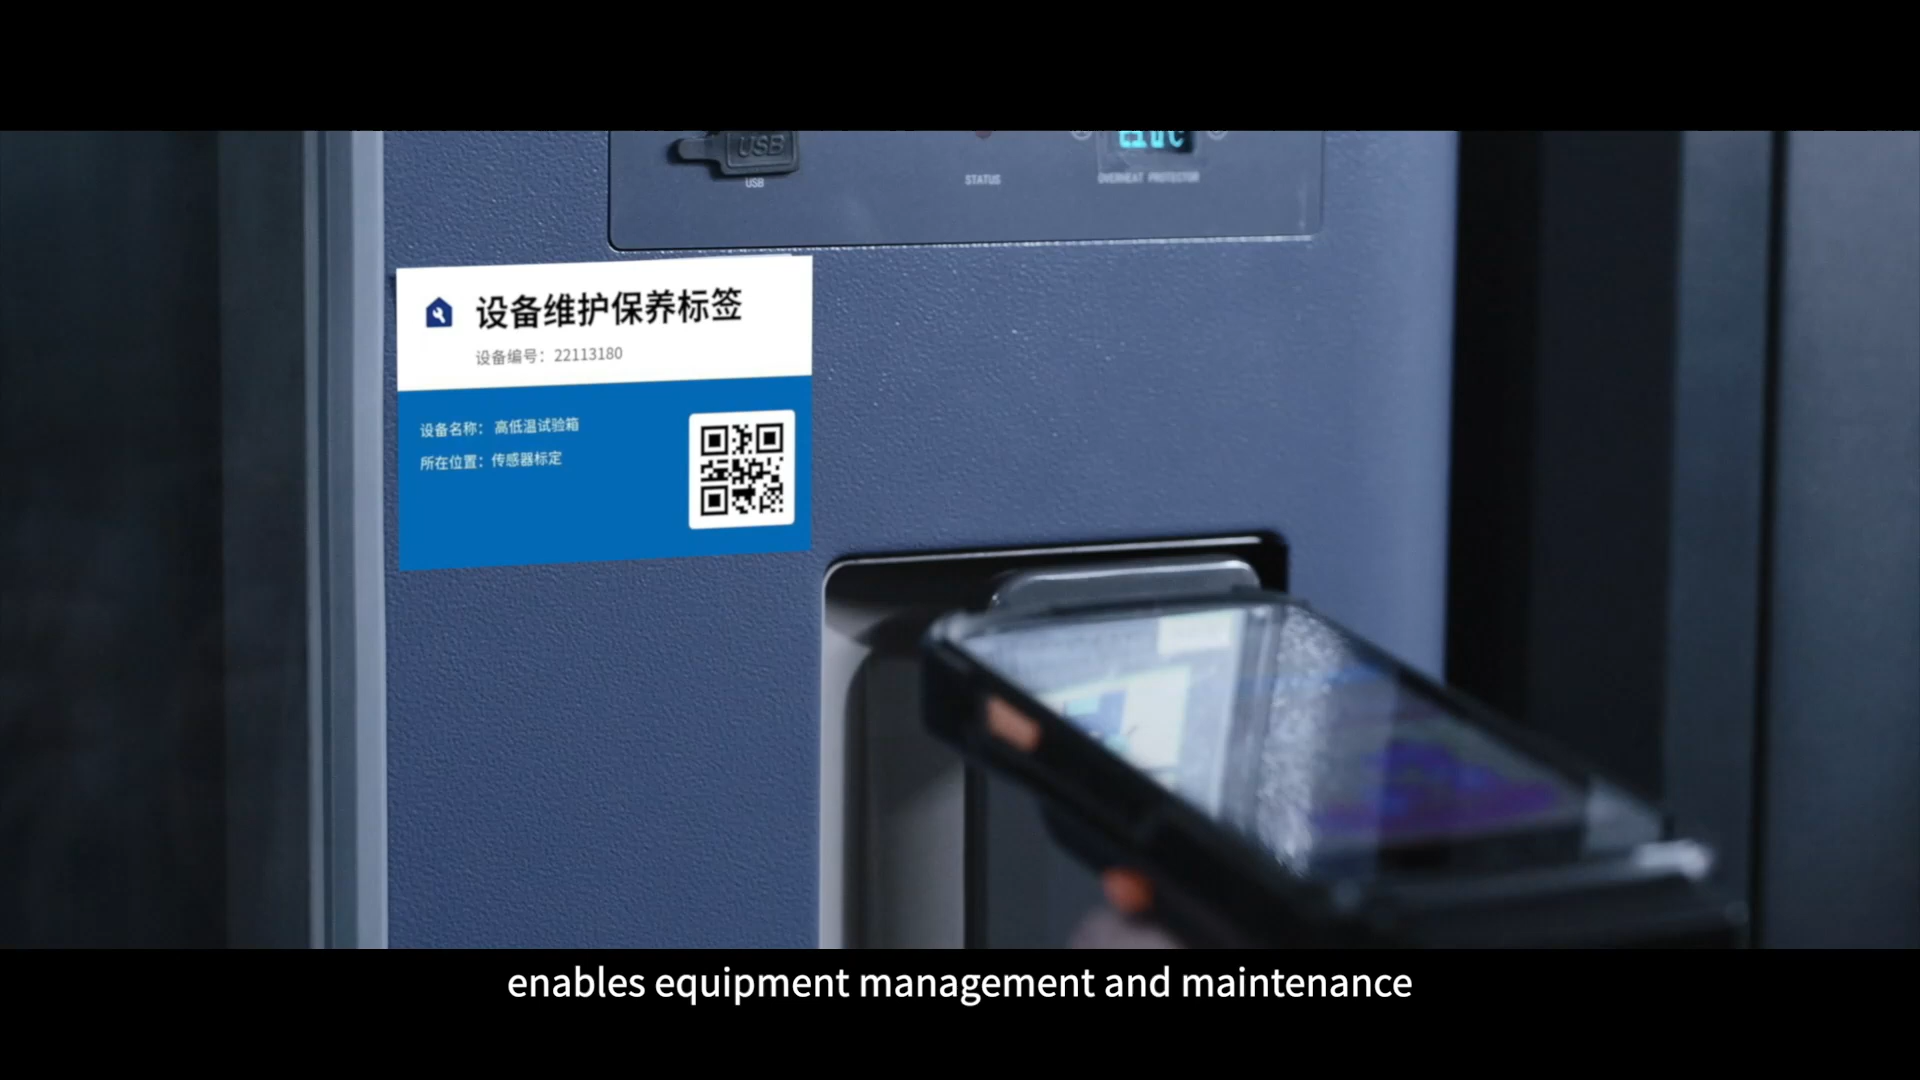 USB
USB
STATUS
OVERHEAT PROTECTOR
设备维护保养标签
设备编号：22113180
设备名称： 高低温试验箱
所在位置：传感器标定
enables equipment management and maintenance